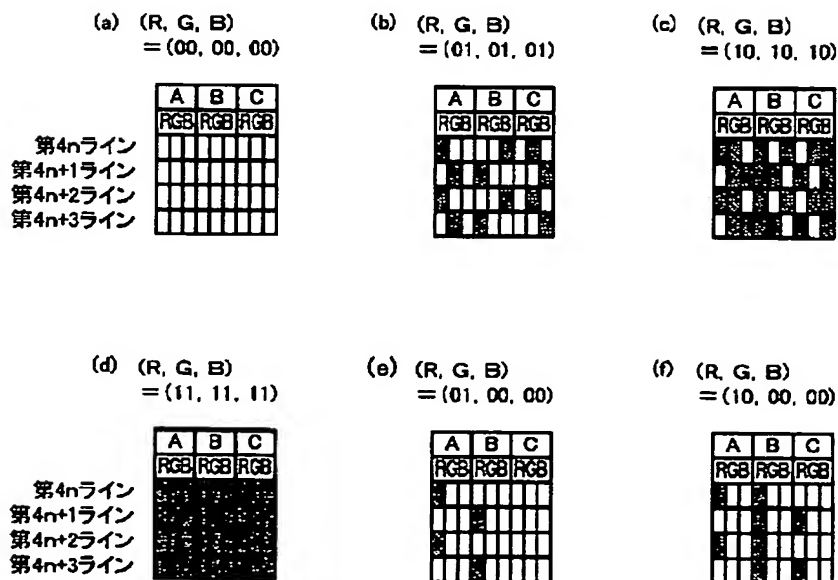 (a) (R, G, B)
=(00, 00, 00)
A B C
RGB RGB RGB
第4nライン
第4n+1ライン
第4n+2ライン
第4n+3ライン
(b) (R, G, B)
=(01, 01, 01)
A B C
RGB RGB RGB
(c) (R, G, B)
=(10, 10, 10)
A B C
RGB RGB RGB
(d) (R, G, B)
=(11, 11, 11)
A B C
RGB RGB RGB
第4nライン
第4n+1ライン
第4n+2ライン
第4n+3ライン
(e) (R, G, B)
=(01, 00, 00)
A B C
RGB RGB RGB
(f) (R, G, B)
=(10, 00, 00)
A B C
RGB RGB RGB